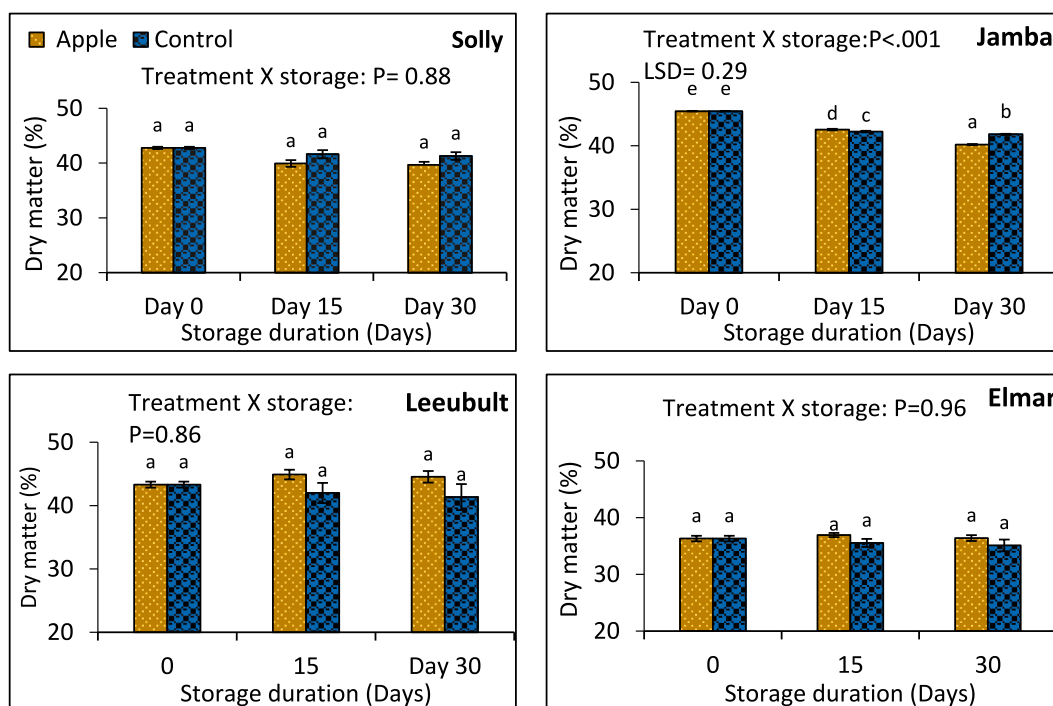 Apple Control Solly
Treatment X storage: P= 0.88
a a a a a a
Dry matter (%)
50
40
30
20
Day 0 Day 15 Day 30
Storage duration (Days)
Treatment X storage:P<.001 Jamba
LSD= 0.29
e e d c a b
Dry matter (%)
50
40
30
20
Day 0 Day 15 Day 30
Storage duration (Days)
Treatment X storage: Leeubult
P=0.86
a a a a a a
Dry matter (%)
50
40
30
20
0 15 Day 30
Storage duration (Days)
Treatment X storage: P=0.96 Elmar
a a a a a a
Dry matter (%)
50
40
30
20
0 15 30
Storage duration (Days)